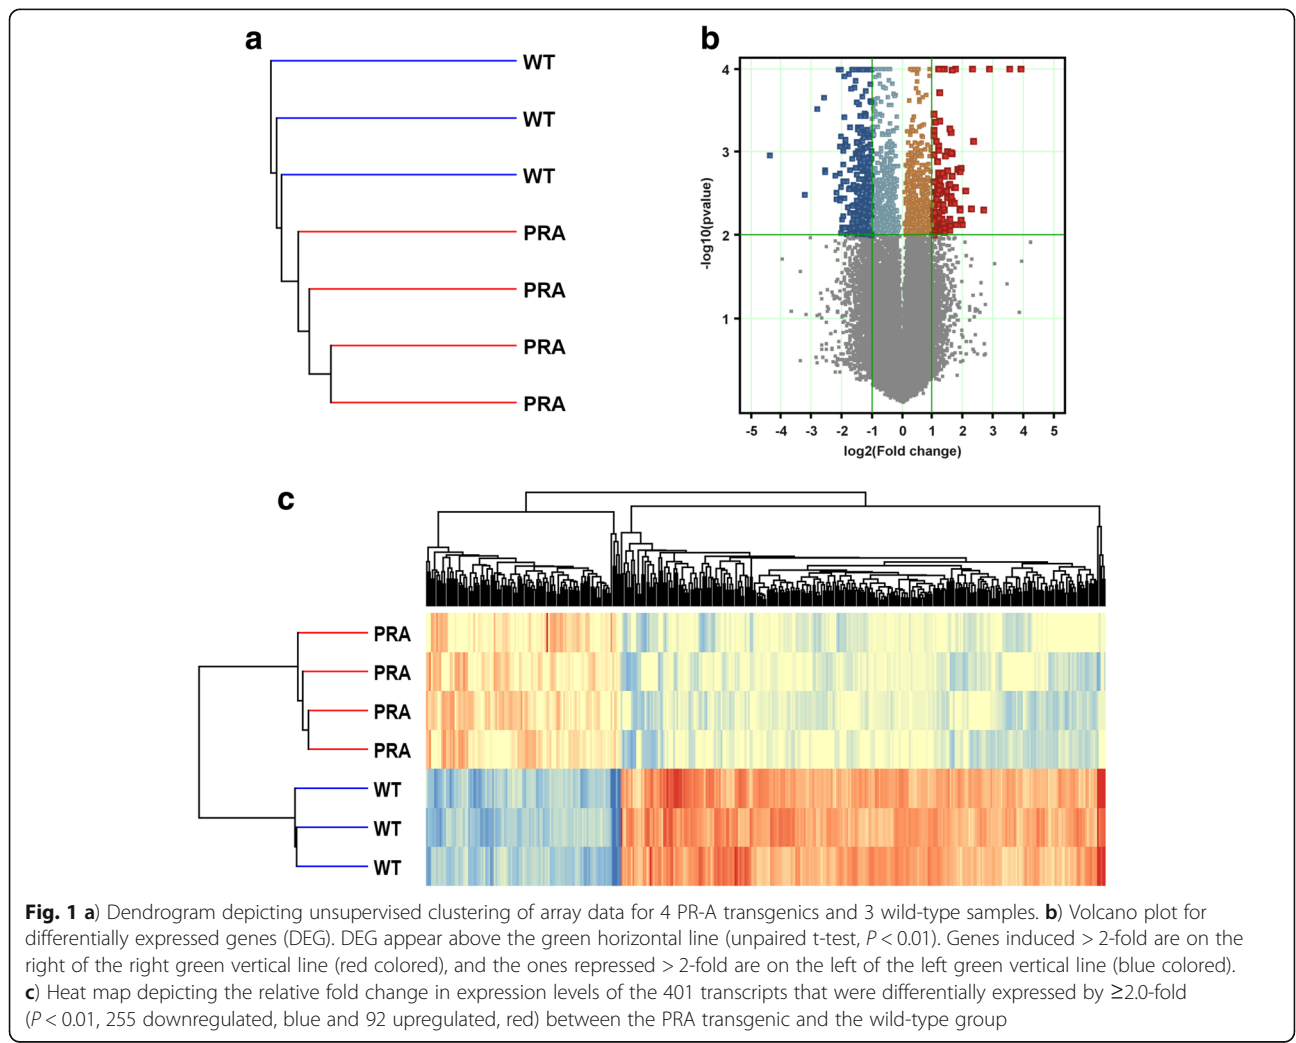 a
WT
WT
WT
PRA
PRA
PRA
PRA
b
4
3
2
1
-log10(pvalue)
-5 -4 -3 -2 -1 0 1 2 3 4 5
log2(Fold change)
c
PRA
PRA
PRA
PRA
WT
WT
WT
Fig. 1 a) Dendrogram depicting unsupervised clustering of array data for 4 PR-A transgenics and 3 wild-type samples. b) Volcano plot for
differentially expressed genes (DEG). DEG appear above the green horizontal line (unpaired t-test, P < 0.01). Genes induced > 2-fold are on the
right of the right green vertical line (red colored), and the ones repressed > 2-fold are on the left of the left green vertical line (blue colored).
c) Heat map depicting the relative fold change in expression levels of the 401 transcripts that were differentially expressed by ≥2.0-fold
(P < 0.01, 255 downregulated, blue and 92 upregulated, red) between the PRA transgenic and the wild-type group